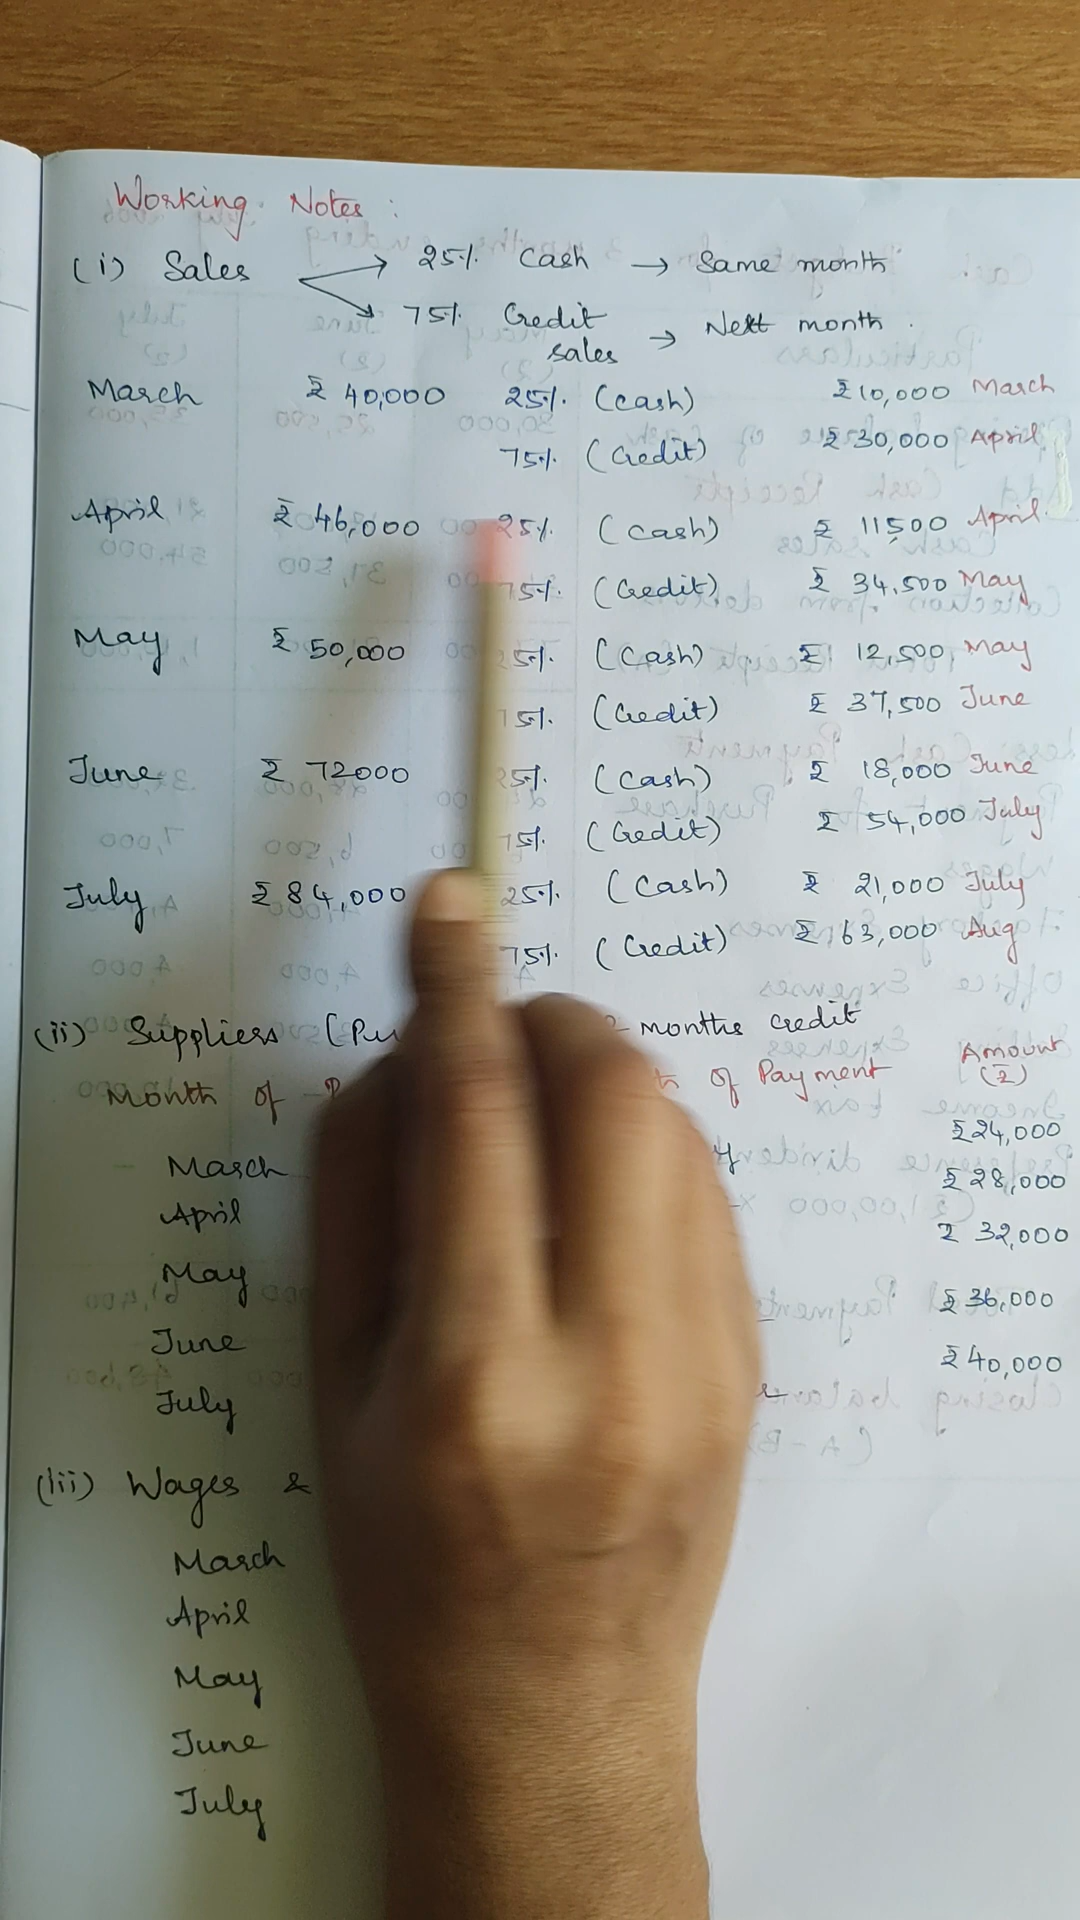 Working Notes :
(i) Sales → 25% Cash → Same month
→ 75% Credit sales → Next month.
March ₹ 40,000 25% (Cash) ₹10,000 March
75% (Credit) ₹30,000 April
April ₹ 46,000 25% (Cash) ₹ 11,500 April
75% (Credit) ₹ 34,500 May
May ₹ 50,000 25% (Cash) ₹ 12,500 May
75% (Credit) ₹ 37,500 June
June ₹ 72000 25% (Cash) ₹ 18,000 June
75% (Credit) ₹ 54,000 July
July ₹ 84,000 25% (Cash) ₹ 21,000 July
75% (Credit) ₹ 63,000 Aug
(ii) Suppliers months credit
Month of of Payment Amount (₹)
March ₹24,000
April ₹28,000
May ₹ 32,000
June ₹36,000
July ₹40,000
(iii) Wages &
March
April
May
June
July